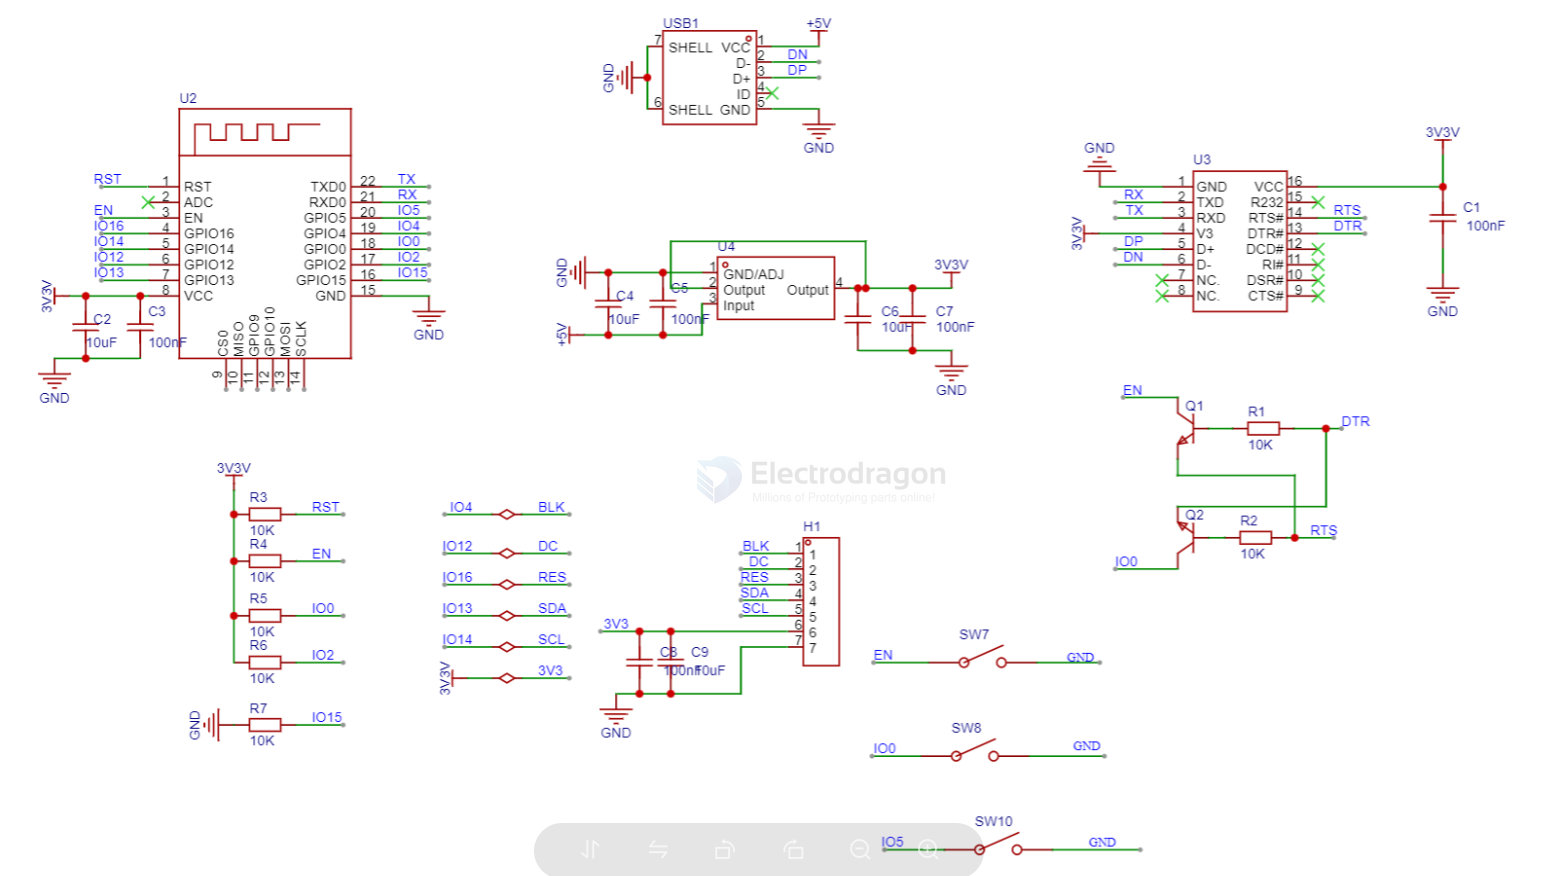 USB1
+5V
7 SHELL VCC 1
D- 2 DN
D+ 3 DP
ID 4
6 SHELL GND 5
GND
GND
U2
RST 1 RST TXD0 22 TX
2 ADC RXD0 21 RX
EN 3 EN GPIO5 20 IO5
IO16 4 GPIO16 GPIO4 19 IO4
IO14 5 GPIO14 GPIO0 18 IO0
IO12 6 GPIO12 GPIO2 17 IO2
IO13 7 GPIO13 GPIO15 16 IO15
3V3V 8 VCC GND 15
GND
C2
10uF
C3
100nF
GND
CS0 MISO GPIO9 GPIO10 MOSI SCLK
9 10 11 12 13 14
U4
GND
1 GND/ADJ
2 Output Output 4
3 Input
+5V
C4
10uF
C5
100nF
3V3V
C6
10uF
C7
100nF
GND
GND
U3
3V3V
1 GND VCC 16
RX 2 TXD R232 15
TX 3 RXD RTS# 14 RTS
3V3V 4 V3 DTR# 13 DTR
DP 5 D+ DCD# 12
DN 6 D- RI# 11
7 NC. DSR# 10
8 NC. CTS# 9
C1
100nF
GND
EN
Q1
R1
10K
DTR
Q2
R2
10K
RTS
IO0
Electrodragon
Millions of Prototyping parts online!
3V3V
R3
10K
RST
R4
10K
EN
R5
10K
IO0
R6
10K
IO2
GND
R7
10K
IO15
IO4 BLK
IO12 DC
IO16 RES
IO13 SDA
IO14 SCL
3V3V 3V3
H1
BLK 1 1
DC 2 2
RES 3 3
SDA 4 4
SCL 5 5
3V3 6 6
7 7
C8
100nF
C9
10uF
GND
SW7
EN GND
SW8
IO0 GND
SW10
IO5 GND